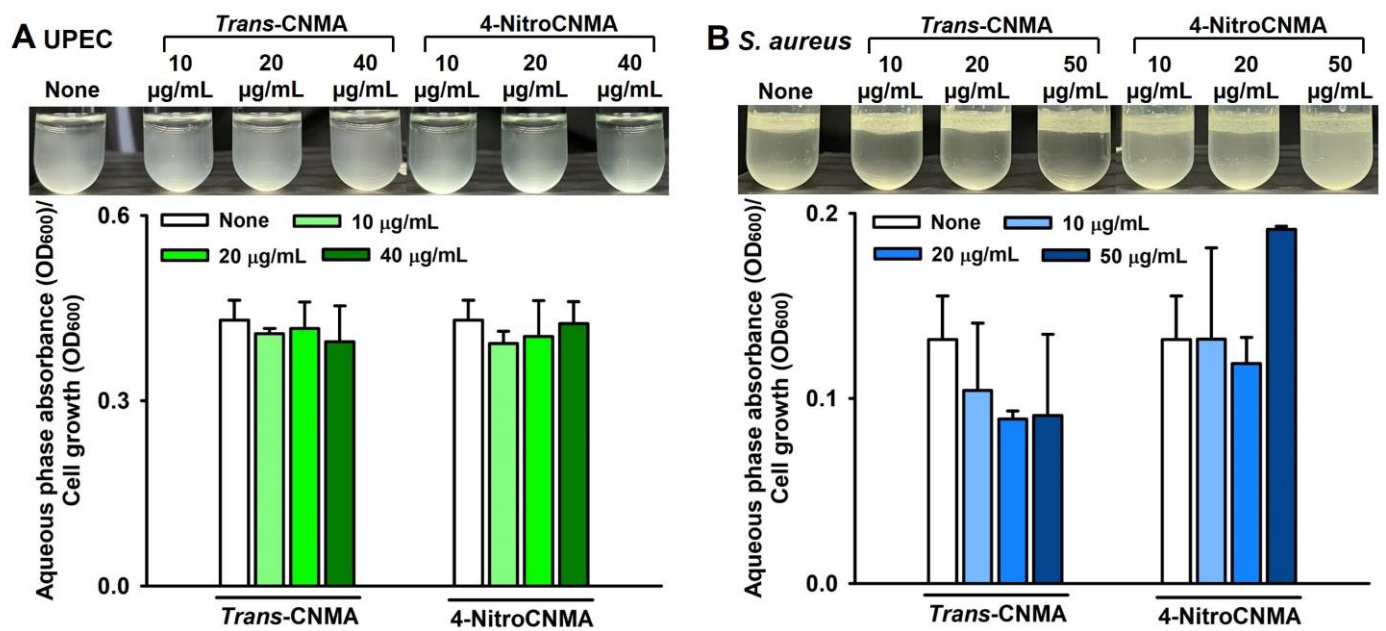 A UPEC
Trans-CNMA
4-NitroCNMA
None
10 µg/mL
20 µg/mL
40 µg/mL
10 µg/mL
20 µg/mL
40 µg/mL
Aqueous phase absorbance (OD600)/
Cell growth (OD600)
0.6
0.3
0.0
None
10 µg/mL
20 µg/mL
40 µg/mL
Trans-CNMA
4-NitroCNMA
B S. aureus
Trans-CNMA
4-NitroCNMA
None
10 µg/mL
20 µg/mL
50 µg/mL
10 µg/mL
20 µg/mL
50 µg/mL
Aqueous phase absorbance (OD600)/
Cell growth (OD600)
0.2
0.1
0.0
None
10 µg/mL
20 µg/mL
50 µg/mL
Trans-CNMA
4-NitroCNMA